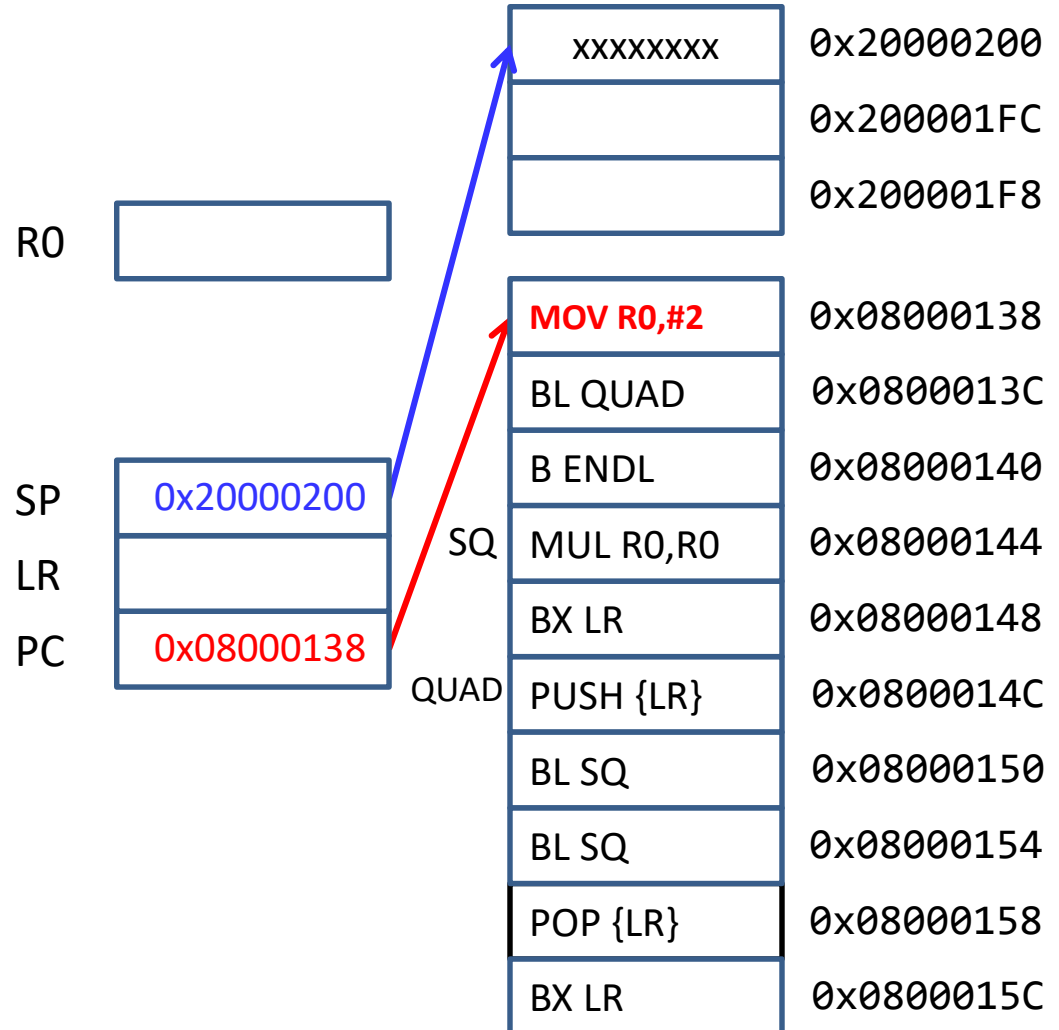 xxxxxxxx 0x20000200
0x200001FC
0x200001F8
R0
MOV R0,#2 0x08000138
BL QUAD 0x0800013C
B ENDL 0x08000140
SP 0x20000200
SQ MUL R0,R0 0x08000144
LR
BX LR 0x08000148
PC 0x08000138
QUAD PUSH {LR} 0x0800014C
BL SQ 0x08000150
BL SQ 0x08000154
POP {LR} 0x08000158
BX LR 0x0800015C